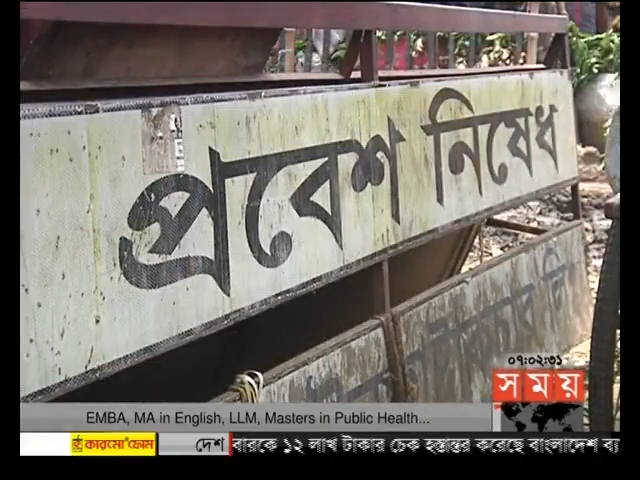 প্রবেশ নিষেধ
০৭:০২:৩১
সময়
EMBA, MA in English, LLM, Masters in Public Health...
কারমো ফোম
দেশ
বারকে ১২ লাখ টাকার চেক হস্তান্তর করেছে বাংলাদেশ ব্য